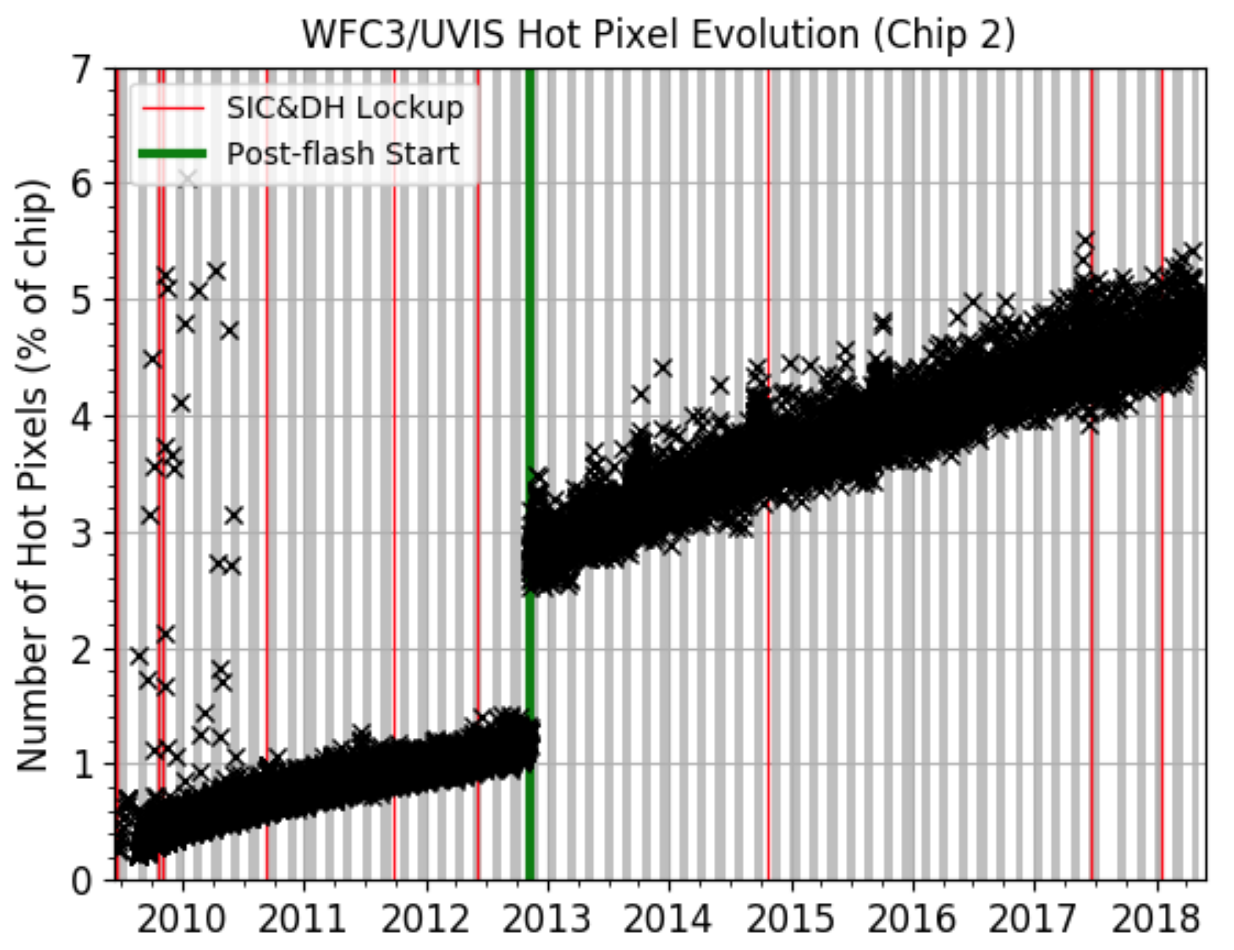 WFC3/UVIS Hot Pixel Evolution (Chip 2)
SIC&DH Lockup
Post-flash Start
Number of Hot Pixels (% of chip)
7
6
5
4
3
2
1
0
2010 2011 2012 2013 2014 2015 2016 2017 2018